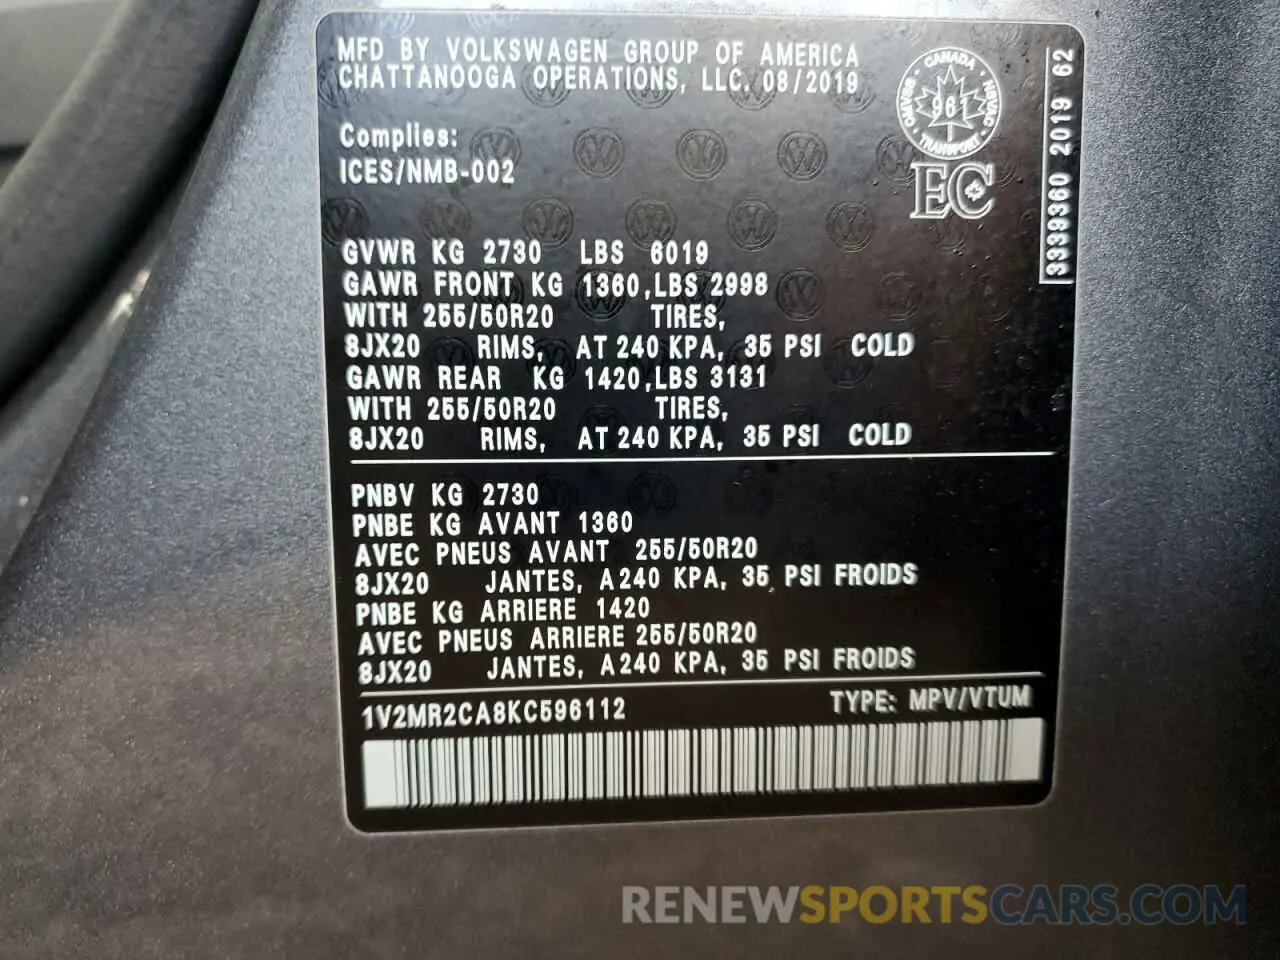 MFD BY VOLKSWAGEN GROUP OF AMERICA
CHATTANOOGA OPERATIONS, LLC. 08/2019
CANADA
CMVSS NSVAC
961
TRANSPORT
EC
3339360 2019 62
Complies:
ICES/NMB-002
GVWR KG 2730 LBS 6019
GAWR FRONT KG 1360,LBS 2998
WITH 255/50R20 TIRES,
8JX20 RIMS, AT 240 KPA, 35 PSI COLD
GAWR REAR KG 1420,LBS 3131
WITH 255/50R20 TIRES,
8JX20 RIMS, AT 240 KPA, 35 PSI COLD
PNBV KG 2730
PNBE KG AVANT 1360
AVEC PNEUS AVANT 255/50R20
8JX20 JANTES, A 240 KPA, 35 PSI FROIDS
PNBE KG ARRIERE 1420
AVEC PNEUS ARRIERE 255/50R20
8JX20 JANTES, A 240 KPA, 35 PSI FROIDS
1V2MR2CA8KC596112 TYPE: MPV/VTUM
RENEWSPORTSCARS.COM